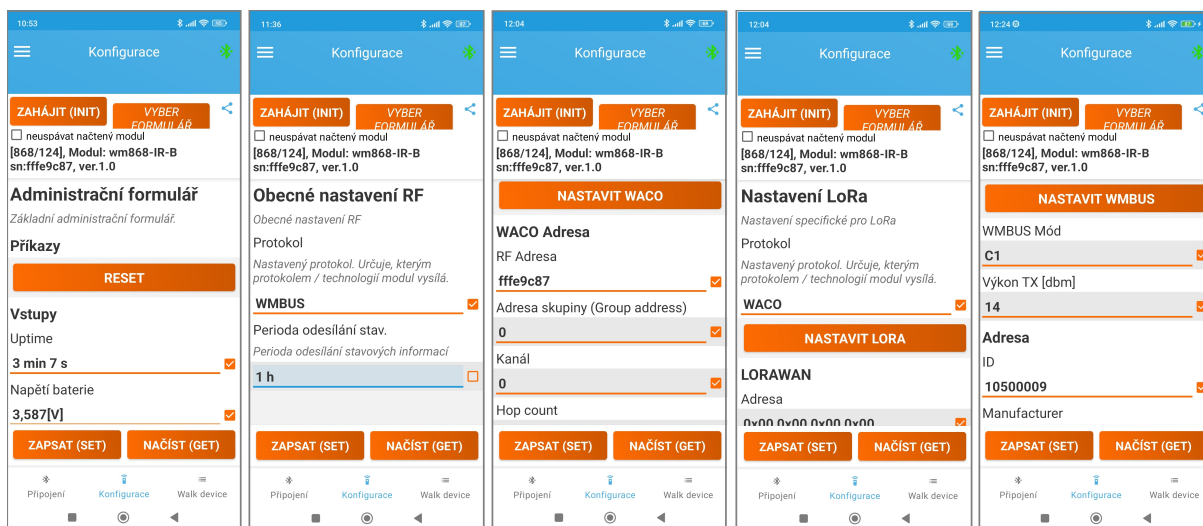 10:53
82
Konfigurace
ZAHÁJIT (INIT)
VYBER
FORMULÁŘ
neuspávat načtený modul
[868/124], Modul: wm868-IR-B
sn:fffe9c87, ver.1.0
Administrační formulář
Základní administrační formulář.
Příkazy
RESET
Vstupy
Uptime
3 min 7 s
Napětí baterie
3,587[V]
ZAPSAT (SET)
NAČÍST (GET)
Připojení
Konfigurace
Walk device
11:36
Konfigurace
ZAHÁJIT (INIT)
VYBER
FORMULÁŘ
neuspávat načtený modul
[868/124], Modul: wm868-IR-B
sn:fffe9c87, ver.1.0
Obecné nastavení RF
Obecné nastavení RF
Protokol
Nastavený protokol. Určuje, kterým
protokolem / technologií modul vysílá.
WMBUS
Perioda odesílání stav.
Perioda odesílání stavových informací
1 h
ZAPSAT (SET)
NAČÍST (GET)
Připojení
Konfigurace
Walk device
12:04
Konfigurace
ZAHÁJIT (INIT)
VYBER
FORMULÁŘ
neuspávat načtený modul
[868/124], Modul: wm868-IR-B
sn:fffe9c87, ver.1.0
NASTAVIT WACO
WACO Adresa
RF Adresa
fffe9c87
Adresa skupiny (Group address)
0
Kanál
0
Hop count
ZAPSAT (SET)
NAČÍST (GET)
Připojení
Konfigurace
Walk device
12:04
Konfigurace
ZAHÁJIT (INIT)
VYBER
FORMULÁŘ
neuspávat načtený modul
[868/124], Modul: wm868-IR-B
sn:fffe9c87, ver.1.0
Nastavení LoRa
Nastavení specifické pro LoRa
Protokol
Nastavený protokol. Určuje, kterým
protokolem / technologií modul vysílá.
WACO
NASTAVIT LORA
LORAWAN
Adresa
0x00 0x00 0x00 0x00
ZAPSAT (SET)
NAČÍST (GET)
Připojení
Konfigurace
Walk device
12:24
Konfigurace
ZAHÁJIT (INIT)
VYBER
FORMULÁŘ
neuspávat načtený modul
[868/124], Modul: wm868-IR-B
sn:fffe9c87, ver.1.0
NASTAVIT WMBUS
WMBUS Mód
C1
Výkon TX [dbm]
14
Adresa
ID
10500009
Manufacturer
ZAPSAT (SET)
NAČÍST (GET)
Připojení
Konfigurace
Walk device